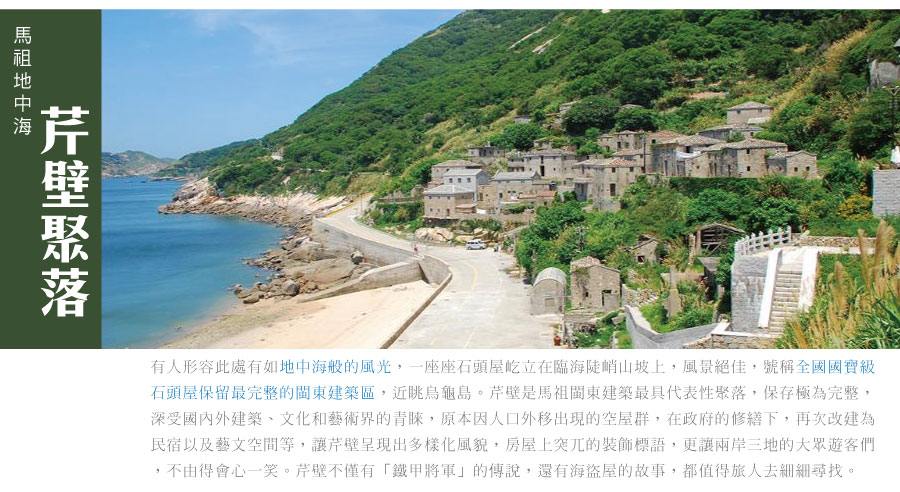 馬祖地中海
芹壁聚落
有人形容此處有如地中海般的風光，一座座石頭屋屹立在臨海陡峭山坡上，風景絕佳，號稱全國國寶級
石頭屋保留最完整的閩東建築區，近眺烏龜島。芹壁是馬祖閩東建築最具代表性聚落，保存極為完整，
深受國內外建築、文化和藝術界的青睞，原本因人口外移出現的空屋群，在政府的修繕下，再次改建為
民宿以及藝文空間等，讓芹壁呈現出多樣化風貌，房屋上突兀的裝飾標語，更讓兩岸三地的大眾遊客們
，不由得會心一笑。芹壁不僅有「鐵甲將軍」的傳說，還有海盜屋的故事，都值得旅人去細細尋找。